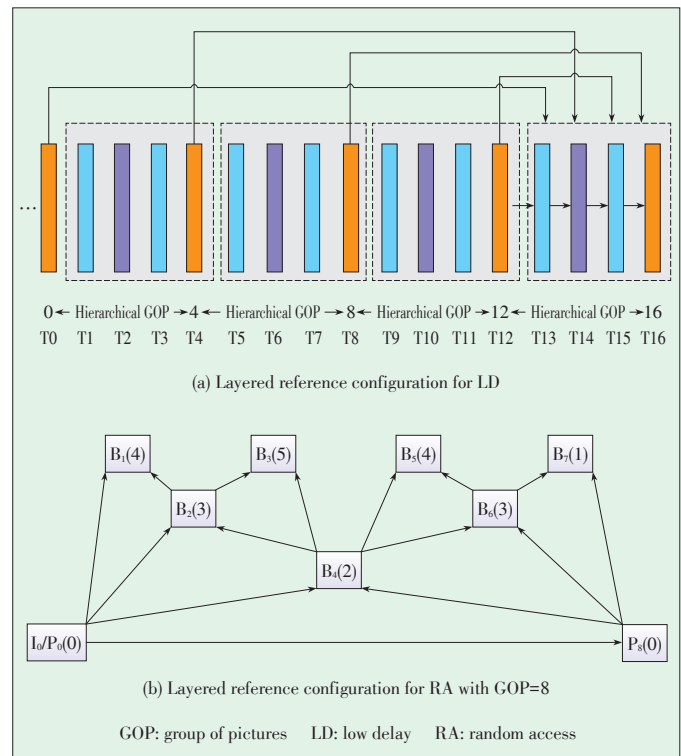 ...
0 Hierarchical GOP 4 Hierarchical GOP 8 Hierarchical GOP 12 Hierarchical GOP 16
T0 T1 T2 T3 T4 T5 T6 T7 T8 T9 T10 T11 T12 T13 T14 T15 T16
(a) Layered reference configuration for LD
B₁(4) B₃(5) B₅(4) B₇(1)
B₂(3) B₆(3)
B₄(2)
I₀/P₀(0) P₈(0)
(b) Layered reference configuration for RA with GOP=8
GOP: group of pictures LD: low delay RA: random access